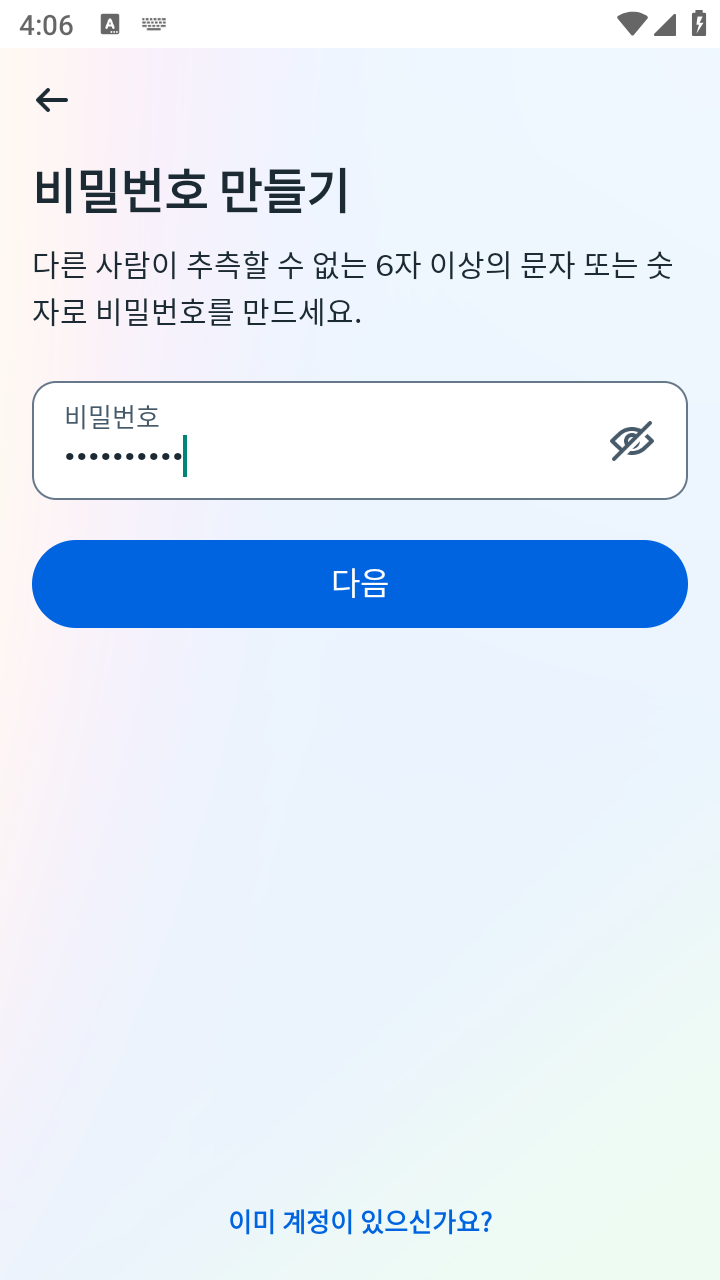 4:06
비밀번호 만들기
다른 사람이 추측할 수 없는 6자 이상의 문자 또는 숫
자로 비밀번호를 만드세요.
비밀번호
••••••••••
다음
이미 계정이 있으신가요?